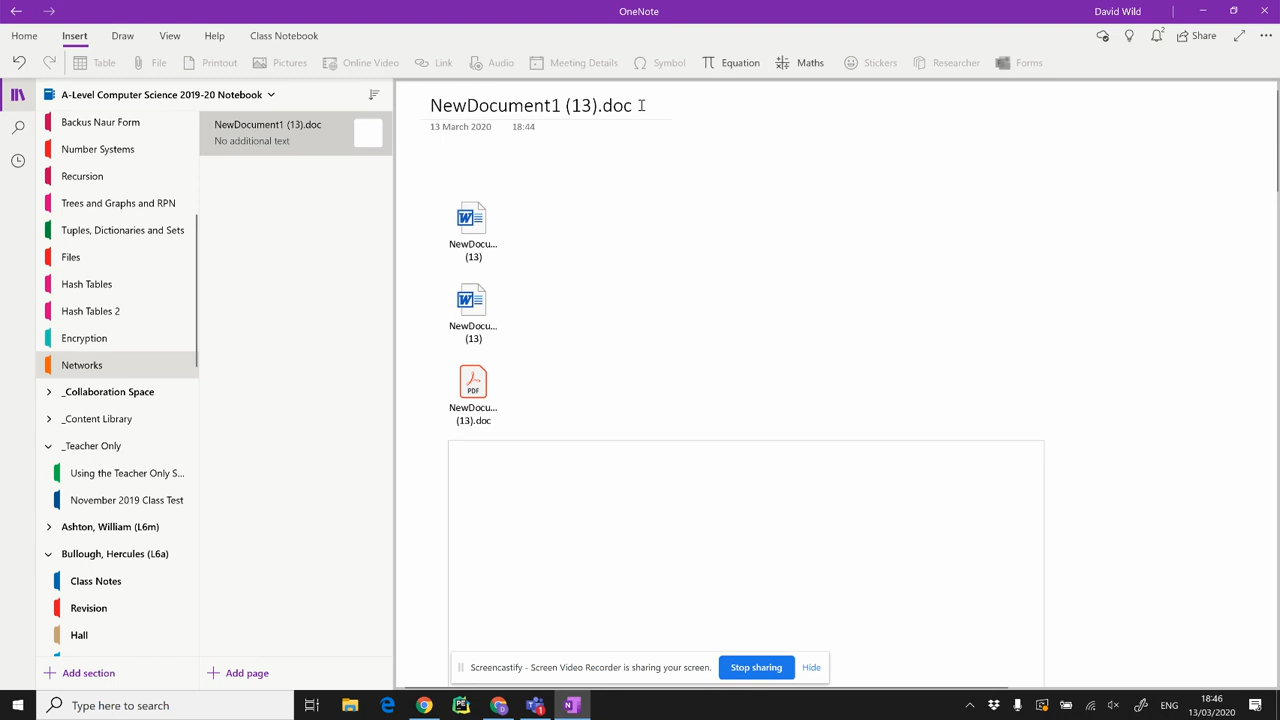 OneNote
David Wild
Home
Insert
Draw
View
Help
Class Notebook
Share
Table
File
Printout
Pictures
Online Video
Link
Audio
Meeting Details
Symbol
Equation
Maths
Stickers
Researcher
Forms
A-Level Computer Science 2019-20 Notebook
Backus Naur Form
Number Systems
Recursion
Trees and Graphs and RPN
Tuples, Dictionaries and Sets
Files
Hash Tables
Hash Tables 2
Encryption
Networks
_Collaboration Space
_Content Library
_Teacher Only
Using the Teacher Only S...
November 2019 Class Test
Ashton, William (L6m)
Bullough, Hercules (L6a)
Class Notes
Revision
Hall
Add section
NewDocument1 (13).doc
No additional text
Add page
NewDocument1 (13).doc
13 March 2020 18:44
NewDocu...
(13)
NewDocu...
(13)
PDF
NewDocu...
(13).doc
Screencastify - Screen Video Recorder is sharing your screen.
Stop sharing
Hide
Type here to search
ENG
18:46
13/03/2020